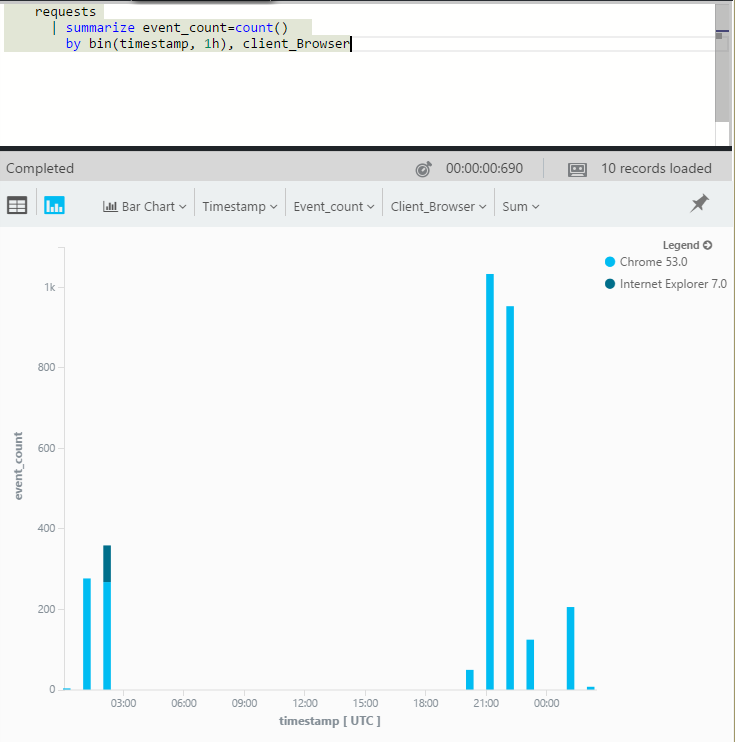 requests
| summarize event_count=count()
by bin(timestamp, 1h), client_Browser
Completed 00:00:00:690 10 records loaded
Bar Chart Timestamp Event_count Client_Browser Sum
Legend
Chrome 53.0
Internet Explorer 7.0
1k
800
600
400
200
0
event_count
03:00 06:00 09:00 12:00 15:00 18:00 21:00 00:00
timestamp [ UTC ]